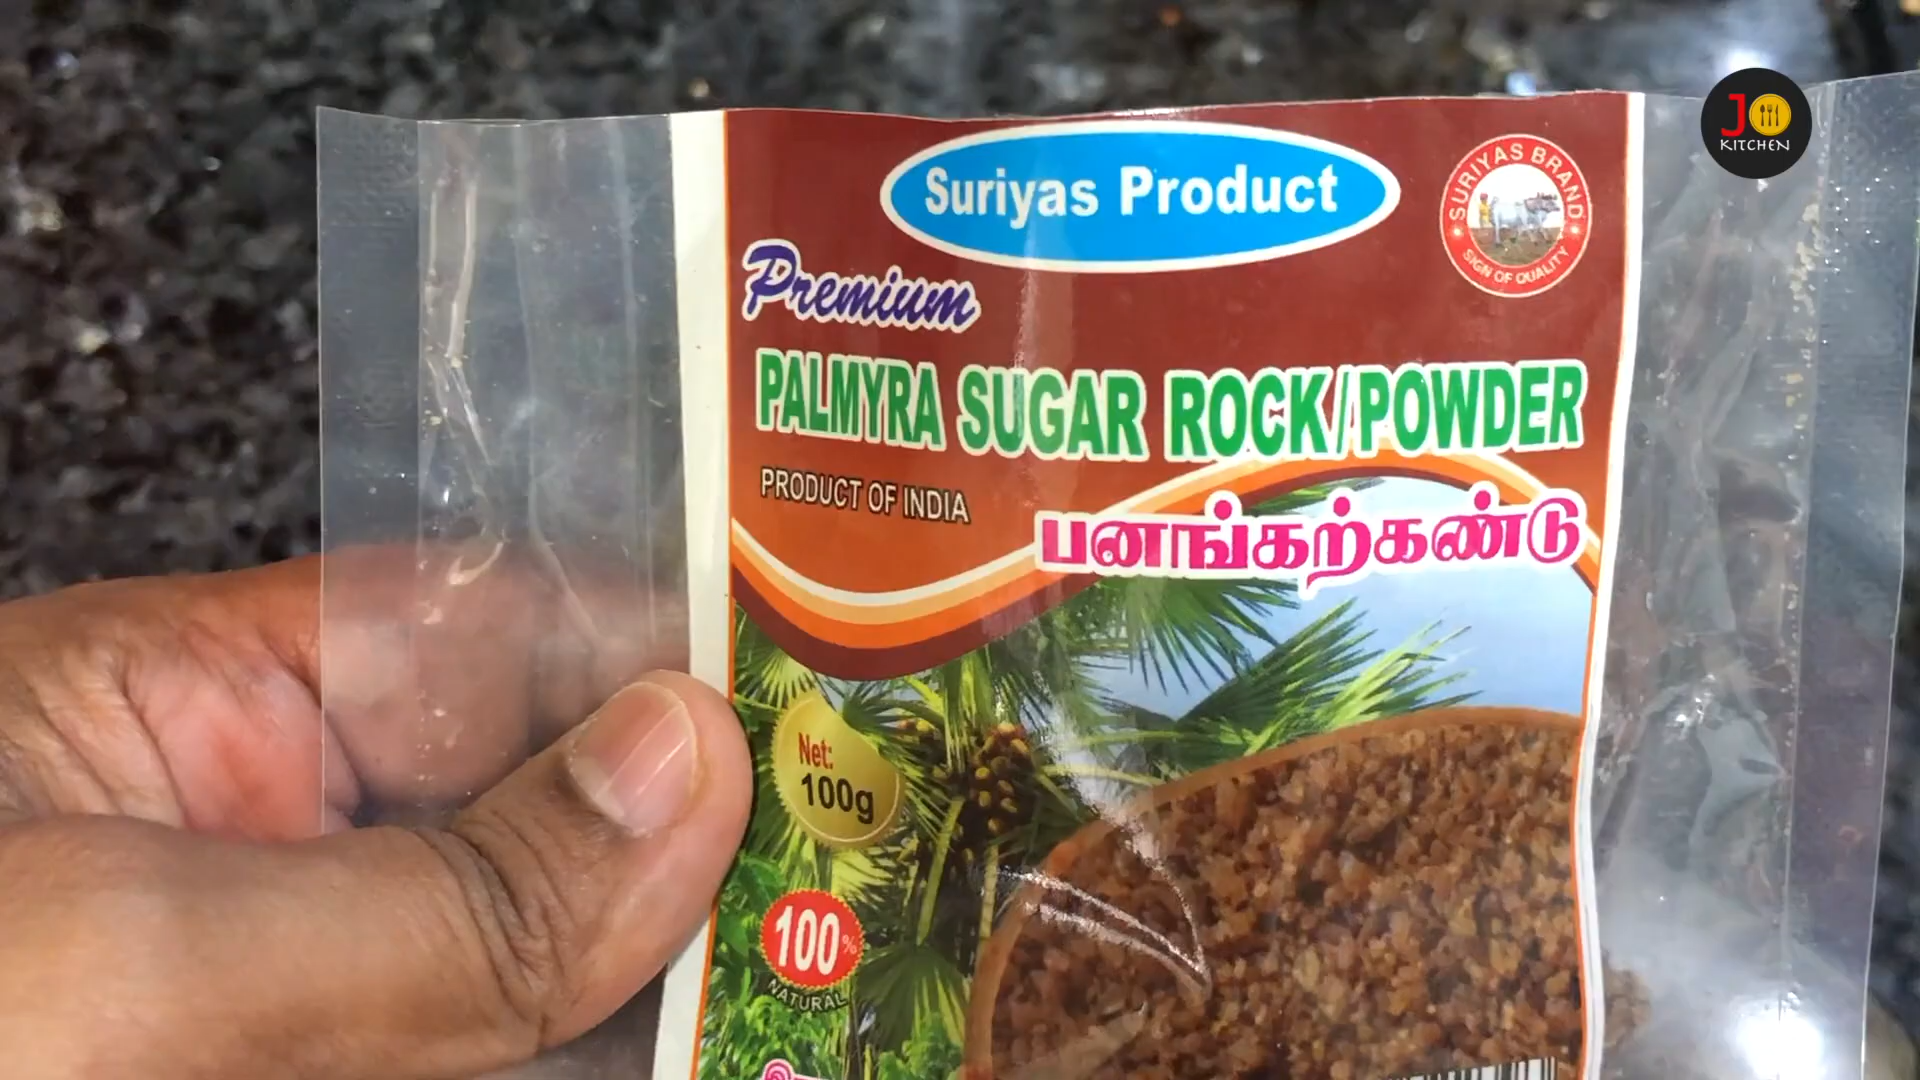 JO
KITCHEN
Suriyas Product
SURIYAS BRAND
SIGN OF QUALITY
Premium
PALMYRA SUGAR ROCK/POWDER
PRODUCT OF INDIA
பனங்கற்கண்டு
Net:
100g
100%
NATURAL